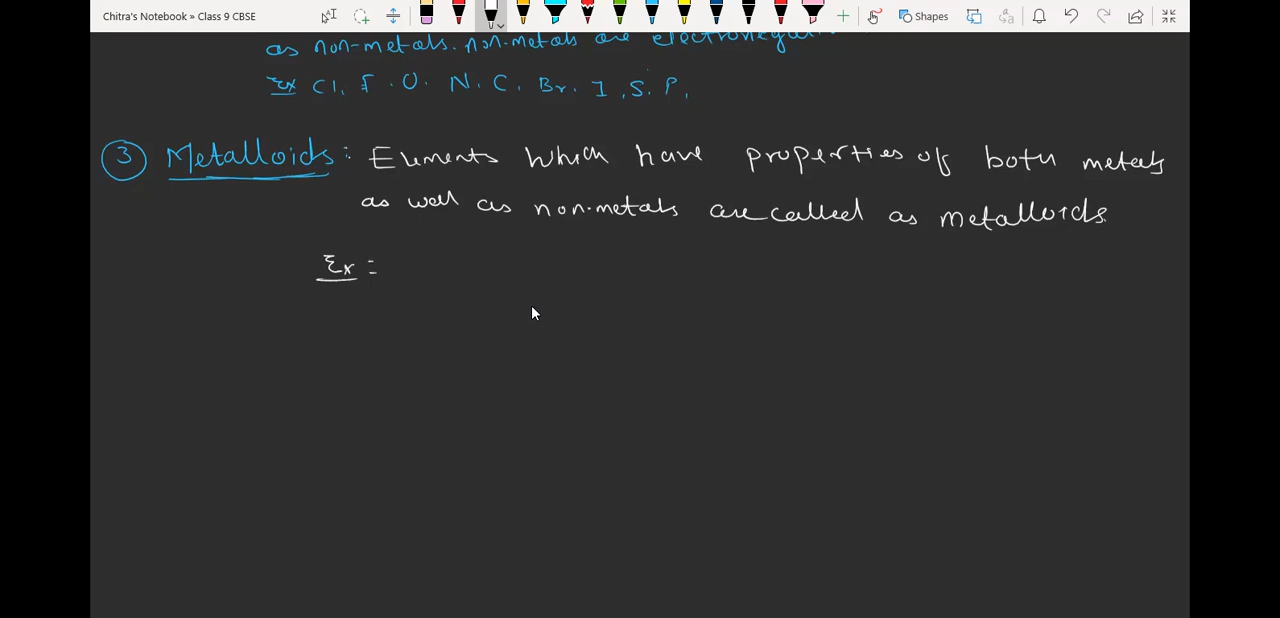 Chitra's Notebook » Class 9 CBSE
Shapes
as non-metals. non-metals are electronegative
Ex Cl, F, O, N, C, Br, I, S, P,
3 Metalloids: Elements which have properties of both metals
as well as non-metals are called as metalloids.
Ex: